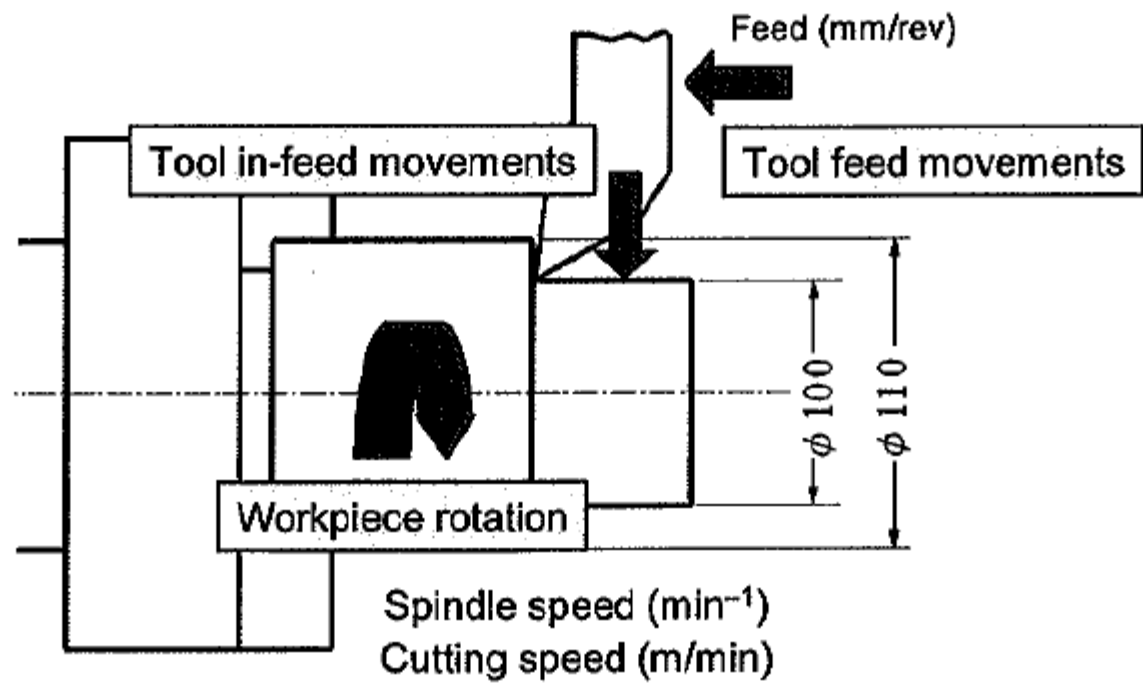 Feed (mm/rev)
Tool in-feed movements
Tool feed movements
φ 100
φ 110
Workpiece rotation
Spindle speed (min⁻¹)
Cutting speed (m/min)